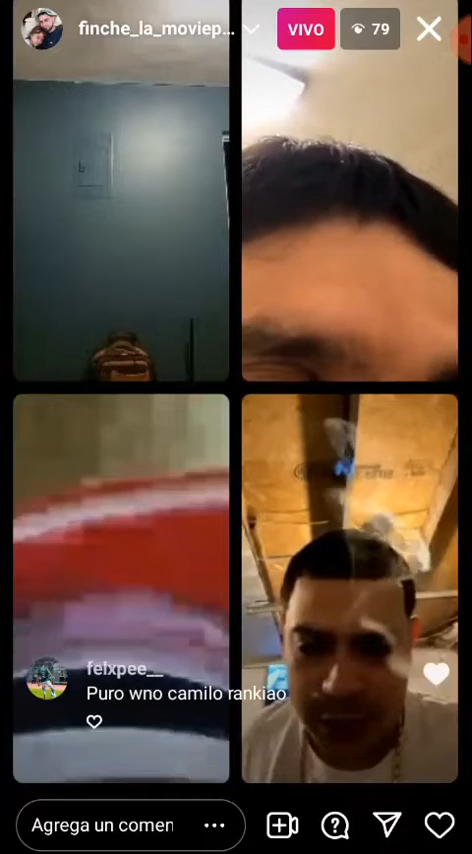 finche_la_moviep...
VIVO
79
felxpee__
Puro wno camilo rankiao
Agrega un comen